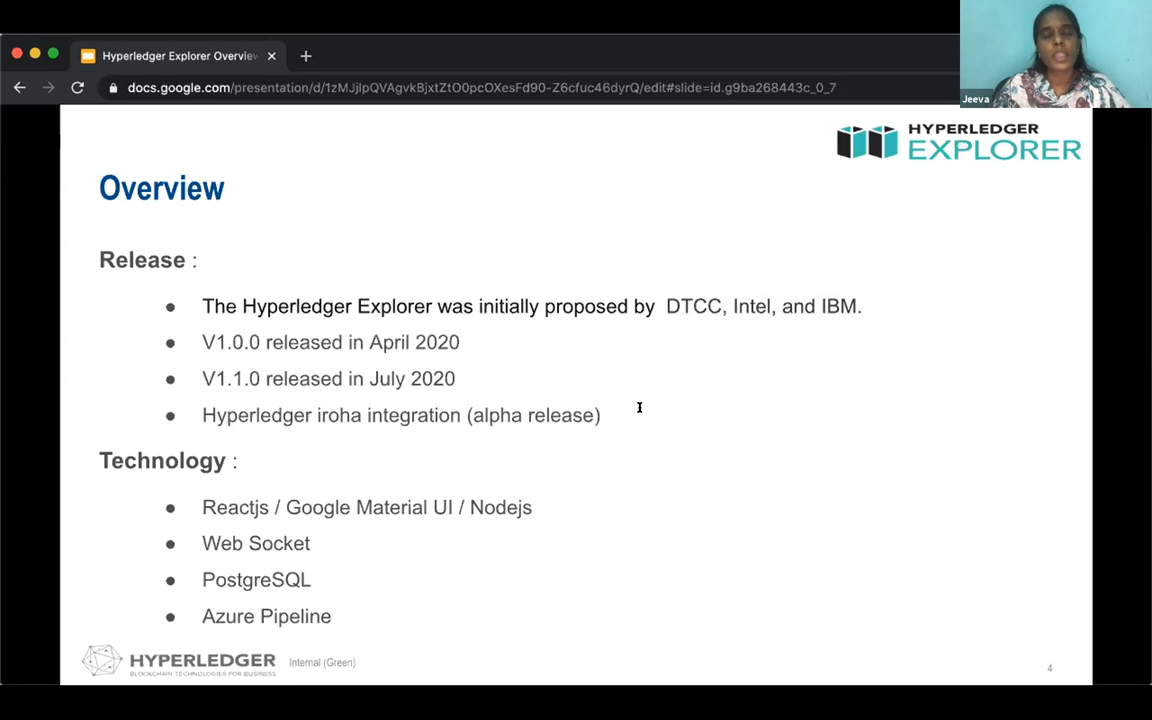 Hyperledger Explorer Overview
docs.google.com/presentation/d/1zMJjlpQVAgvkBjxtZtO0pcOXesFd90-Z6cfuc46dyrQ/edit#slide=id.g9ba268443c_0_7
Jeeva
HYPERLEDGER
EXPLORER
Overview
Release :
● The Hyperledger Explorer was initially proposed by DTCC, Intel, and IBM.
● V1.0.0 released in April 2020
● V1.1.0 released in July 2020
● Hyperledger iroha integration (alpha release)
Technology :
● Reactjs / Google Material UI / Nodejs
● Web Socket
● PostgreSQL
● Azure Pipeline
HYPERLEDGER
BLOCKCHAIN TECHNOLOGIES FOR BUSINESS
Internal (Green)
4